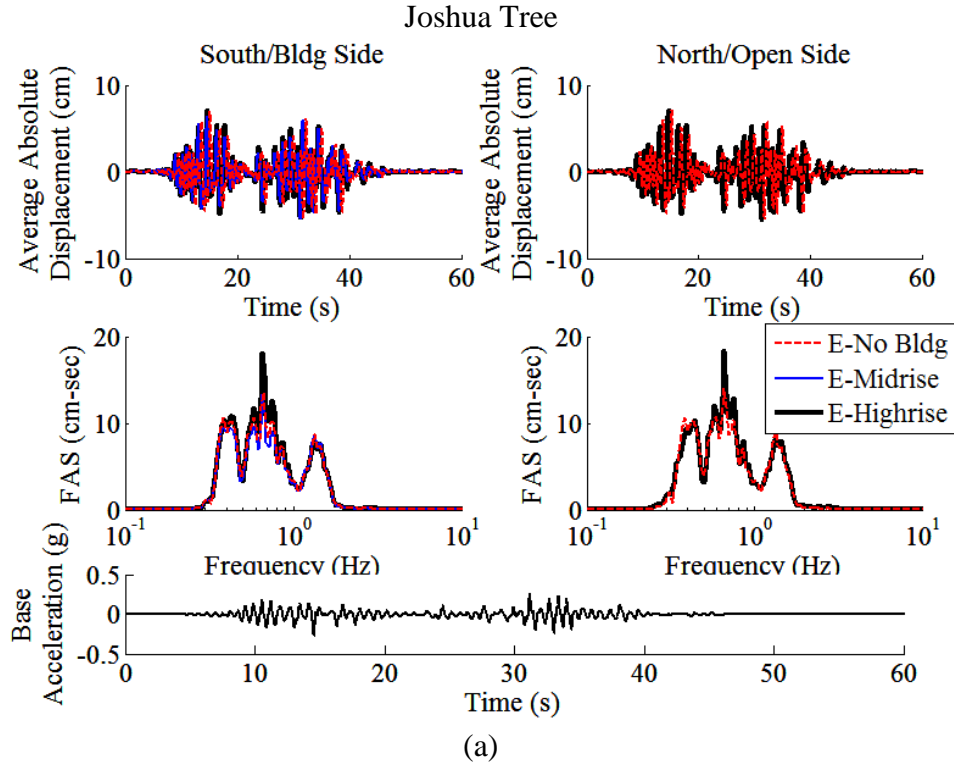 Joshua Tree
South/Bldg Side
North/Open Side
Average Absolute
Displacement (cm)
10
0
-10
0 20 40 60
Time (s)
Average Absolute
Displacement (cm)
10
0
-10
0 20 40 60
Time (s)
FAS (cm-sec)
20
10
0
10^-1 10^0 10^1
Frequency (Hz)
FAS (cm-sec)
20
10
0
10^-1 10^0 10^1
Frequency (Hz)
E-No Bldg
E-Midrise
E-Highrise
Base
Acceleration (g)
0.5
0
-0.5
0 10 20 30 40 50 60
Time (s)
(a)